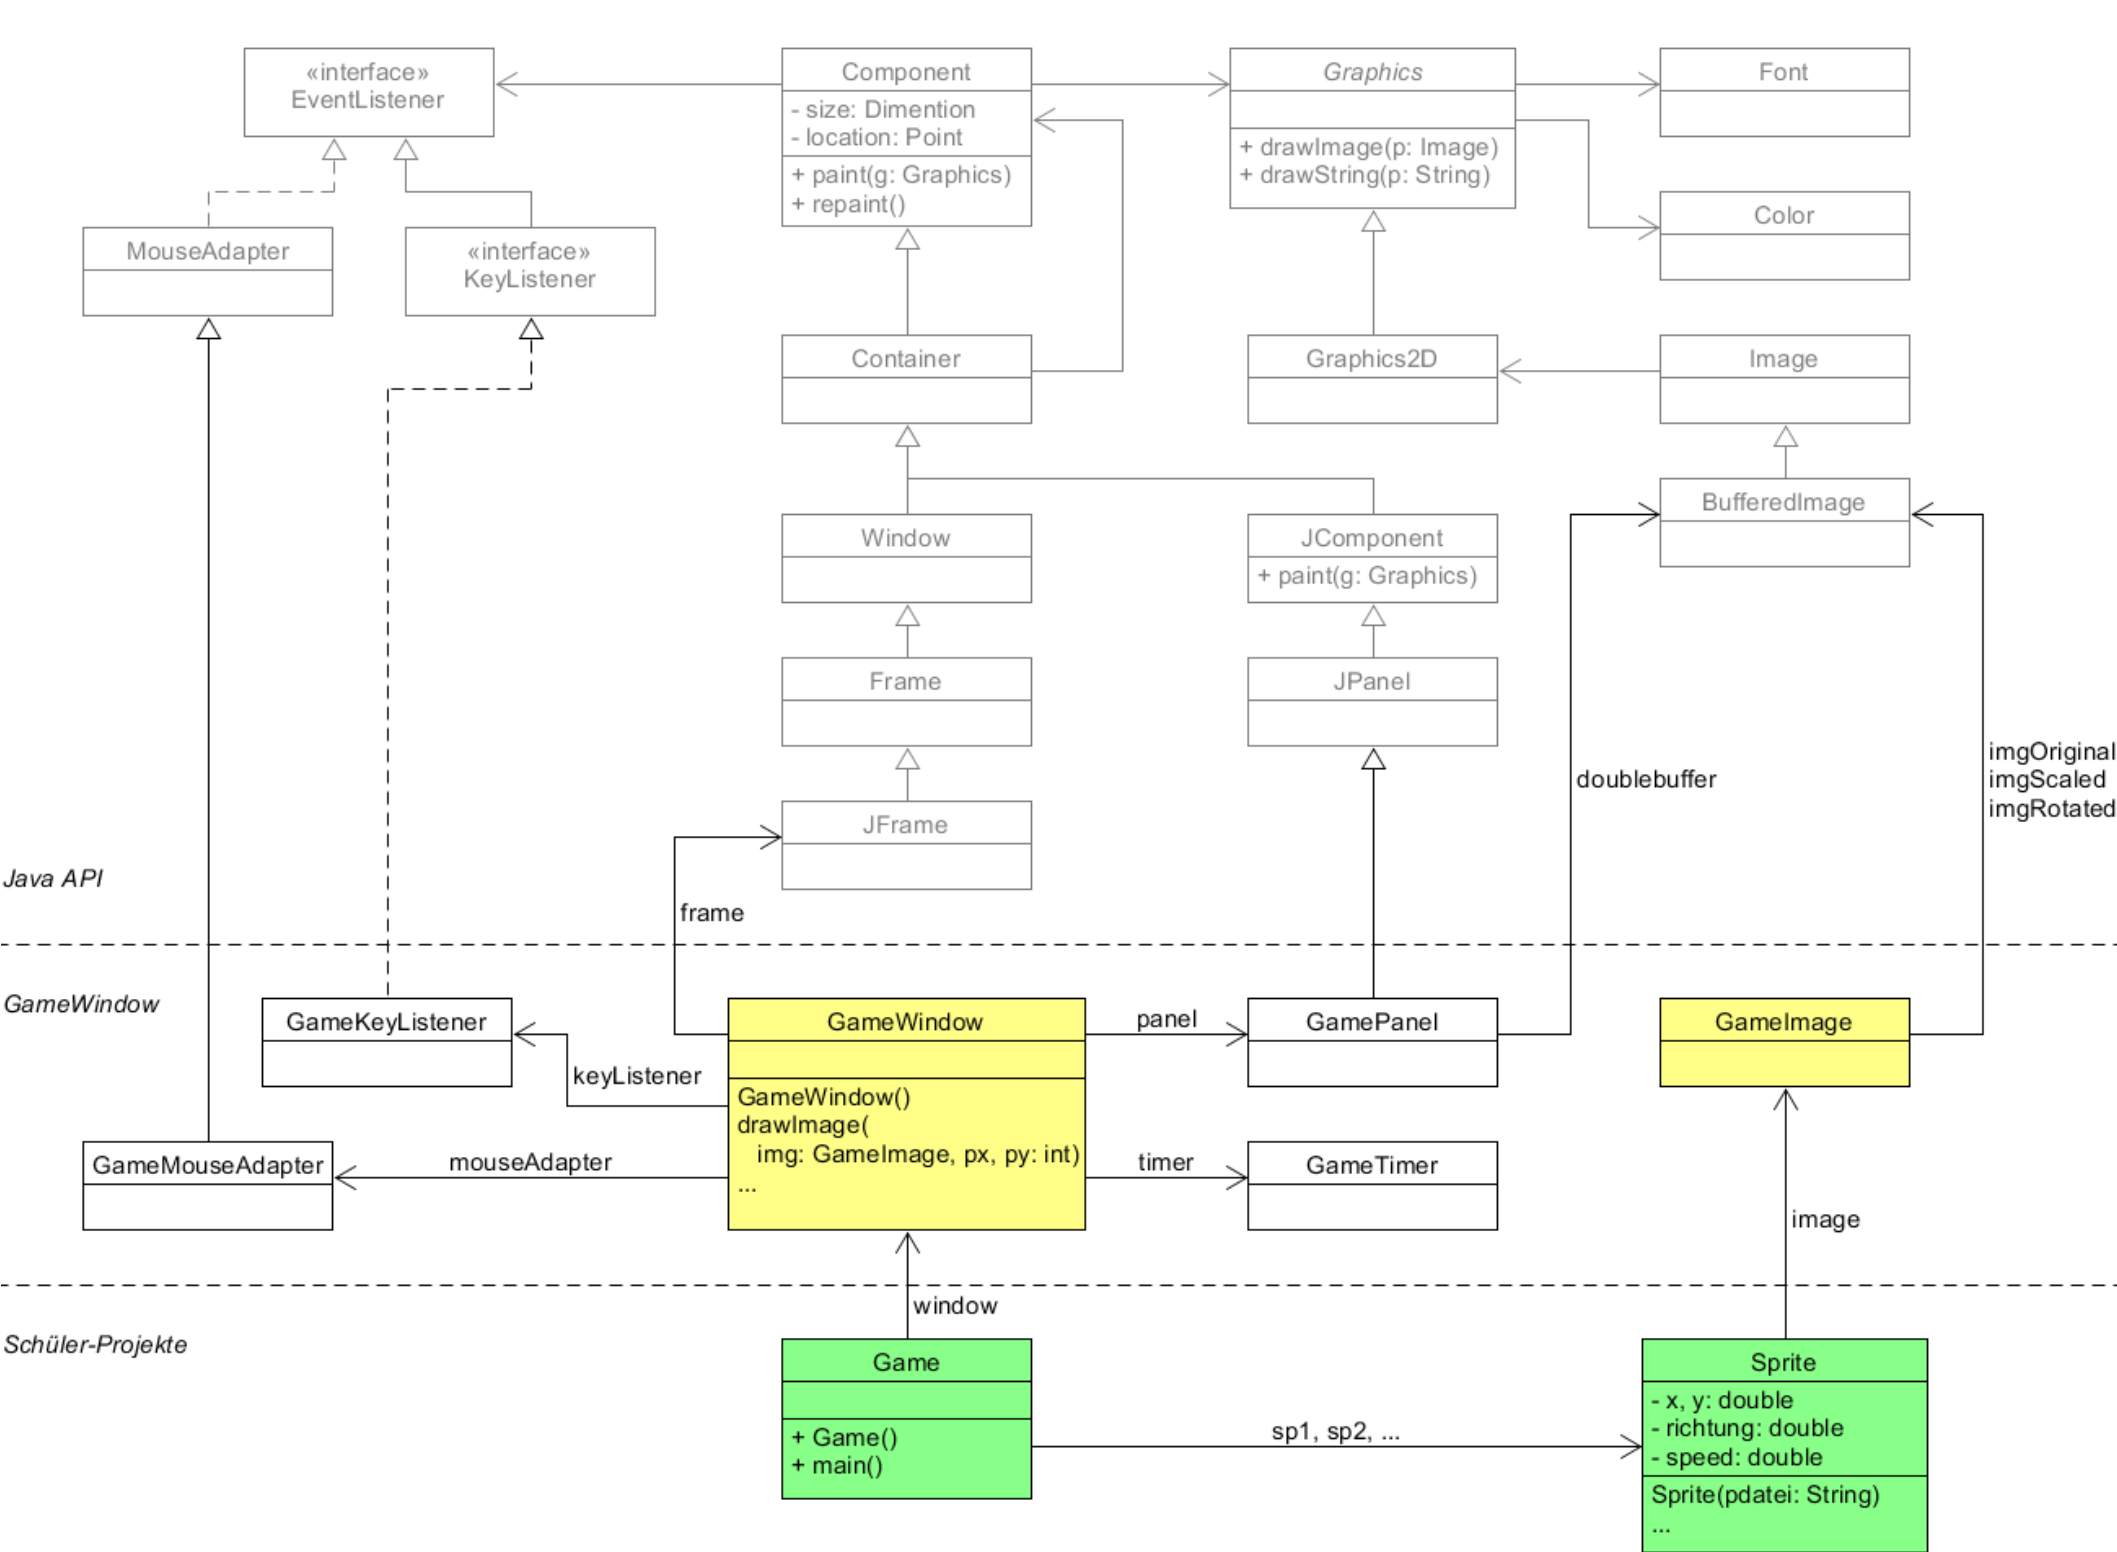 «interface»
EventListener
Component
- size: Dimention
- location: Point
+ paint(g: Graphics)
+ repaint()
Graphics
+ drawImage(p: Image)
+ drawString(p: String)
Font
Color
MouseAdapter
«interface»
KeyListener
Container
Graphics2D
Image
Window
JComponent
+ paint(g: Graphics)
BufferedImage
Frame
JPanel
JFrame
doublebuffer
imgOriginal
imgScaled
imgRotated
Java API
frame
GameWindow
GameKeyListener
keyListener
GameWindow
GameWindow()
drawImage(
img: GameImage, px, py: int)
...
panel
GamePanel
GameImage
GameMouseAdapter
mouseAdapter
timer
GameTimer
image
window
Schüler-Projekte
Game
+ Game()
+ main()
sp1, sp2, ...
Sprite
- x, y: double
- richtung: double
- speed: double
Sprite(pdatei: String)
...